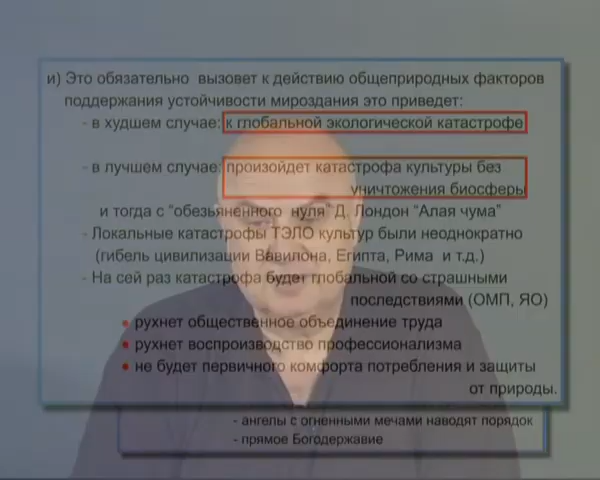 и) Это обязательно вызовет к действию общеприродных факторов
поддержания устойчивости мироздания это приведет:
- в худшем случае: к глобальной экологической катастрофе
- в лучшем случае: произойдет катастрофа культуры без
уничтожения биосферы
и тогда с "обезьяненного нуля" Д. Лондон "Алая чума"
- Локальные катастрофы ТЭЛО культур были неоднократно
(гибель цивилизации Вавилона, Египта, Рима и т.д.)
- На сей раз катастрофа будет глобальной со страшными
последствиями (ОМП, ЯО)
• рухнет общественное объединение труда
• рухнет воспроизводство профессионализма
• не будет первичного комфорта потребления и защиты
от природы.
- ангелы с огненными мечами наводят порядок
- прямое Богодержавие